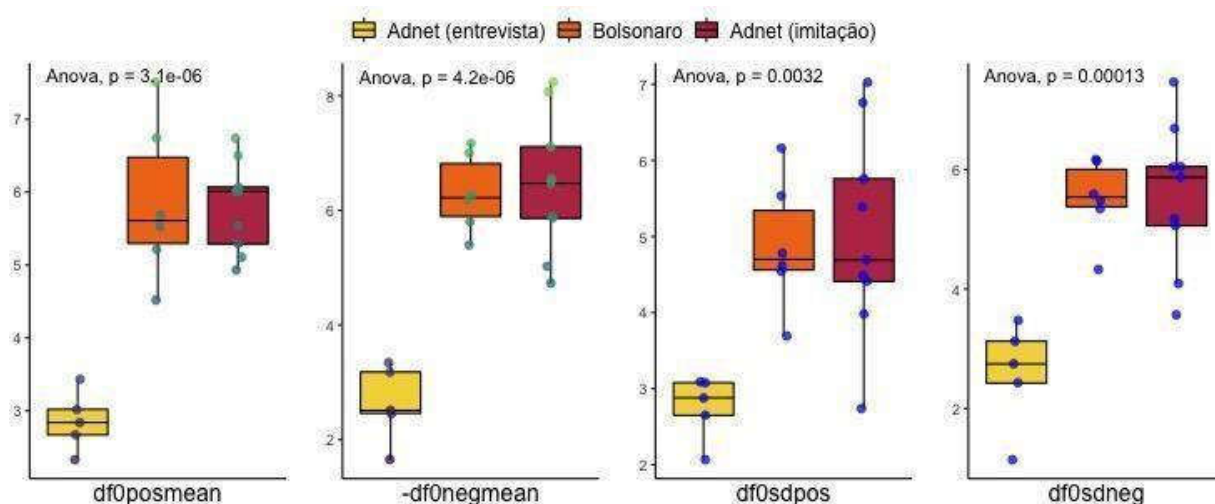 Adnet (entrevista) Bolsonaro Adnet (imitação)
Anova, p = 3.1e-06
7
6
5
4
3
df0posmean
Anova, p = 4.2e-06
8
6
4
2
-df0negmean
Anova, p = 0.0032
7
6
5
4
3
2
df0sdpos
Anova, p = 0.00013
6
4
2
df0sdneg